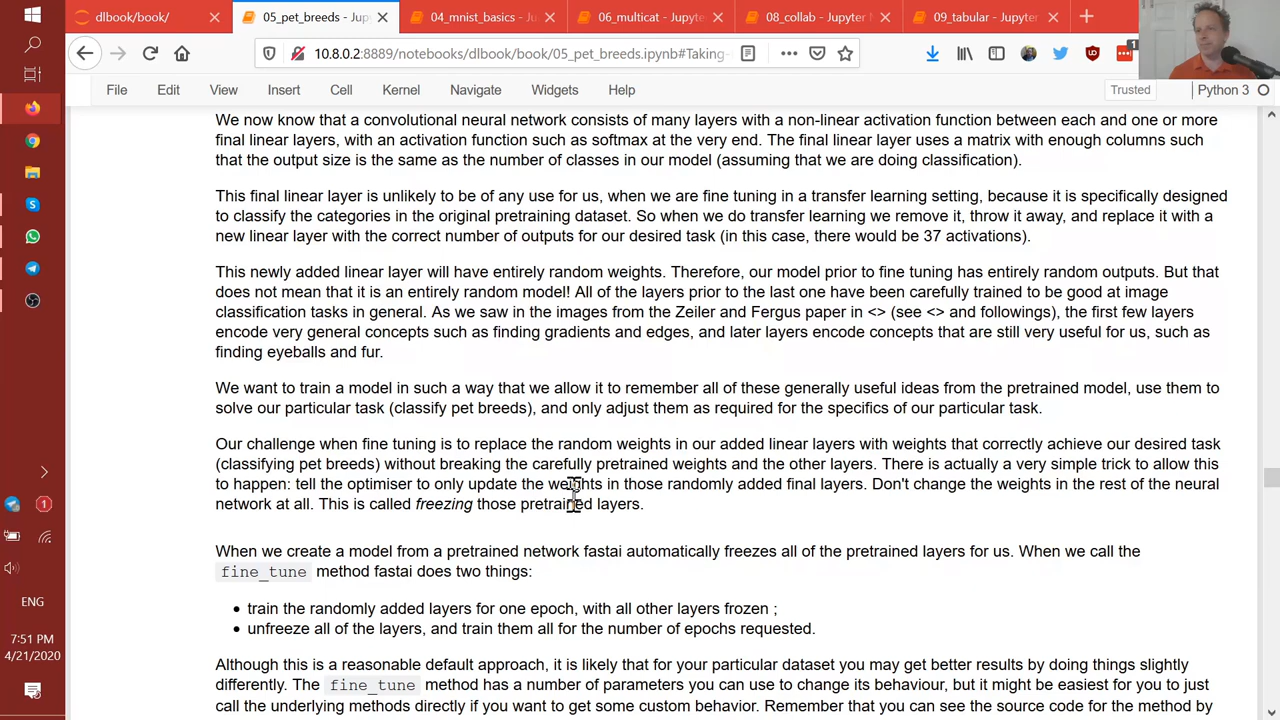 dlbook/book/
05_pet_breeds - Jupy
04_mnist_basics - Jupyt
06_multicat - Jupyte
08_collab - Jupyter N
09_tabular - Jupyte
10.8.0.2:8889/notebooks/dlbook/book/05_pet_breeds.ipynb#Taking-
1
File Edit View Insert Cell Kernel Navigate Widgets Help
Trusted Python 3
We now know that a convolutional neural network consists of many layers with a non-linear activation function between each and one or more
final linear layers, with an activation function such as softmax at the very end. The final linear layer uses a matrix with enough columns such
that the output size is the same as the number of classes in our model (assuming that we are doing classification).
This final linear layer is unlikely to be of any use for us, when we are fine tuning in a transfer learning setting, because it is specifically designed
to classify the categories in the original pretraining dataset. So when we do transfer learning we remove it, throw it away, and replace it with a
new linear layer with the correct number of outputs for our desired task (in this case, there would be 37 activations).
This newly added linear layer will have entirely random weights. Therefore, our model prior to fine tuning has entirely random outputs. But that
does not mean that it is an entirely random model! All of the layers prior to the last one have been carefully trained to be good at image
classification tasks in general. As we saw in the images from the Zeiler and Fergus paper in <> (see <> and followings), the first few layers
encode very general concepts such as finding gradients and edges, and later layers encode concepts that are still very useful for us, such as
finding eyeballs and fur.
We want to train a model in such a way that we allow it to remember all of these generally useful ideas from the pretrained model, use them to
solve our particular task (classify pet breeds), and only adjust them as required for the specifics of our particular task.
Our challenge when fine tuning is to replace the random weights in our added linear layers with weights that correctly achieve our desired task
(classifying pet breeds) without breaking the carefully pretrained weights and the other layers. There is actually a very simple trick to allow this
to happen: tell the optimiser to only update the weights in those randomly added final layers. Don't change the weights in the rest of the neural
network at all. This is called freezing those pretrained layers.
When we create a model from a pretrained network fastai automatically freezes all of the pretrained layers for us. When we call the
fine_tune method fastai does two things:
• train the randomly added layers for one epoch, with all other layers frozen ;
• unfreeze all of the layers, and train them all for the number of epochs requested.
Although this is a reasonable default approach, it is likely that for your particular dataset you may get better results by doing things slightly
differently. The fine_tune method has a number of parameters you can use to change its behaviour, but it might be easiest for you to just
call the underlying methods directly if you want to get some custom behavior. Remember that you can see the source code for the method by
1
ENG
7:51 PM
4/21/2020